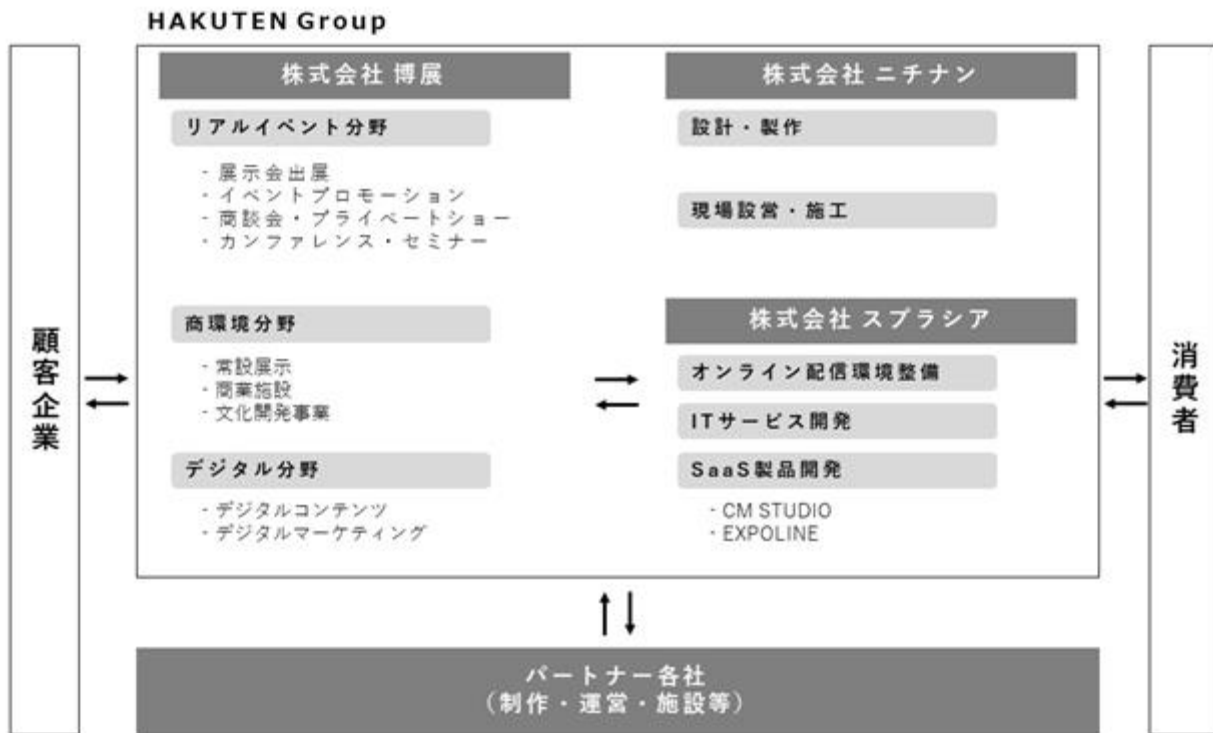 HAKUTEN Group
顧客企業
株式会社 博展
リアルイベント分野
- 展示会出展
- イベントプロモーション
- 商談会・プライベートショー
- カンファレンス・セミナー
商環境分野
- 常設展示
- 商業施設
- 文化開発事業
デジタル分野
- デジタルコンテンツ
- デジタルマーケティング
株式会社 ニチナン
設計・製作
現場設営・施工
株式会社 スプラシア
オンライン配信環境整備
ITサービス開発
SaaS製品開発
- CM STUDIO
- EXPOLINE
消費者
パートナー各社
（制作・運営・施設等）